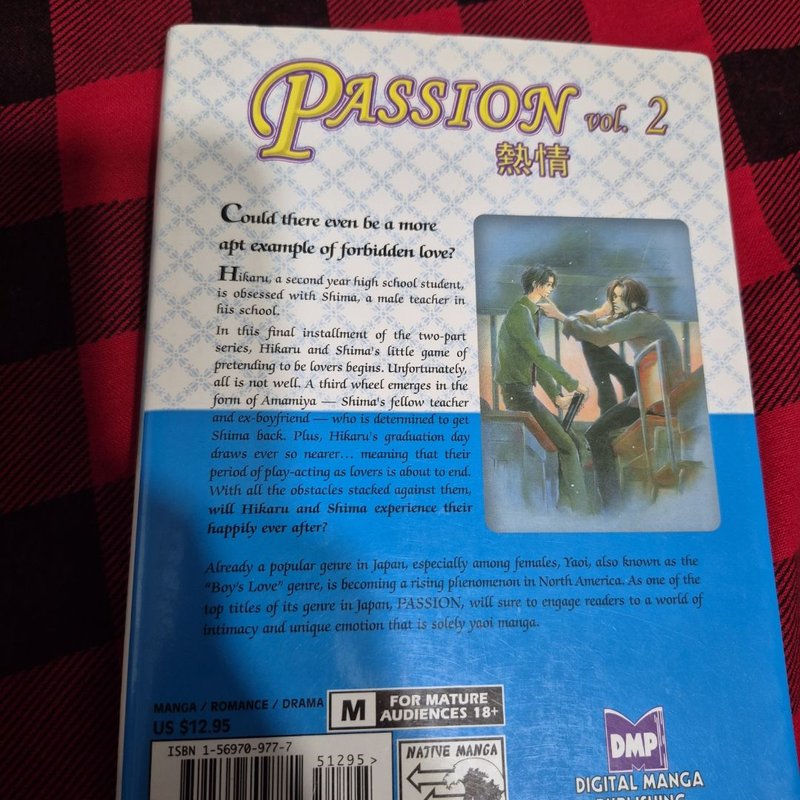 PASSION vol. 2
熱情
Could there even be a more
apt example of forbidden love?
Hikaru, a second year high school student,
is obsessed with Shima, a male teacher in
his school.
In this final installment of the two-part
series, Hikaru and Shima's little game of
pretending to be lovers begins. Unfortunately,
all is not well. A third wheel emerges in the
form of Amamiya — Shima's fellow teacher
and ex-boyfriend — who is determined to get
Shima back. Plus, Hikaru's graduation day
draws ever so nearer... meaning that their
period of play-acting as lovers is about to end.
With all the obstacles stacked against them,
will Hikaru and Shima experience their
happily ever after?
Already a popular genre in Japan, especially among females, Yaoi, also known as the
"Boy's Love" genre, is becoming a rising phenomenon in North America. As one of the
top titles of its genre in Japan, PASSION, will sure to engage readers to a world of
intimacy and unique emotion that is solely yaoi manga.
MANGA / ROMANCE / DRAMA
US $12.95
M FOR MATURE
AUDIENCES 18+
ISBN 1-56970-977-7
51295>
NATIVE MANGA
DMP
DIGITAL MANGA
PUBLISHING